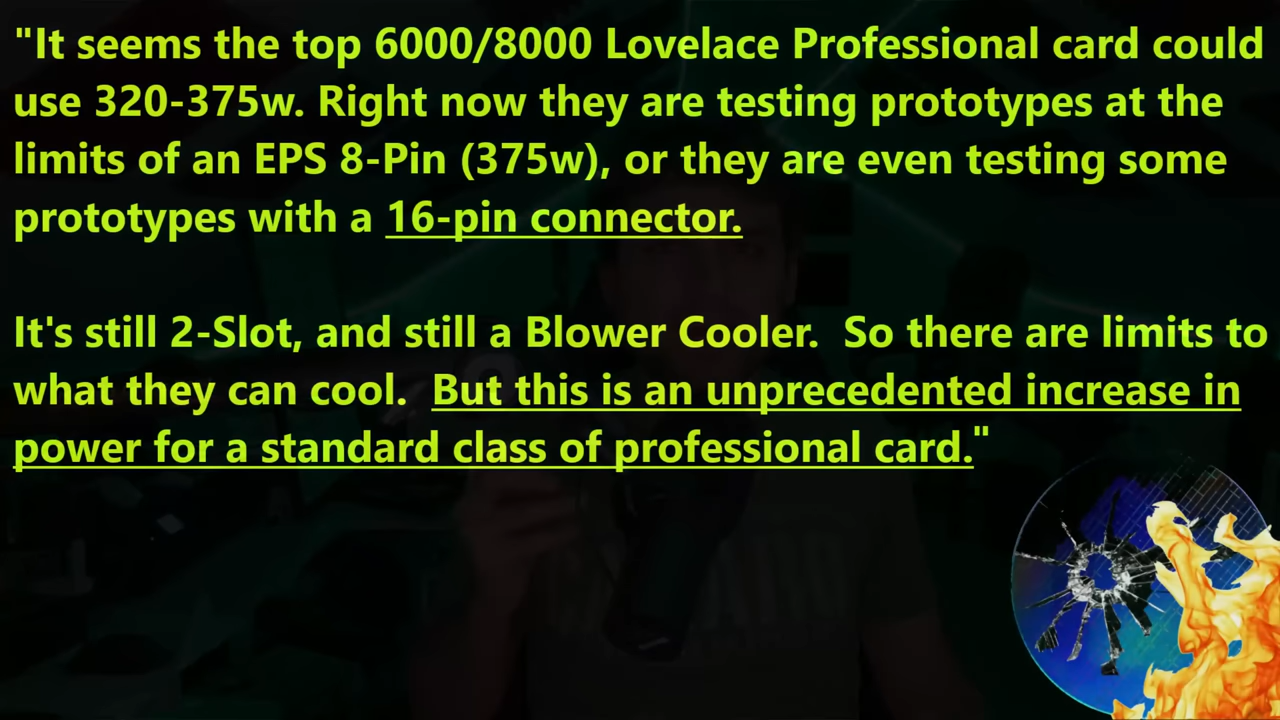 "It seems the top 6000/8000 Lovelace Professional card could
use 320-375w. Right now they are testing prototypes at the
limits of an EPS 8-Pin (375w), or they are even testing some
prototypes with a 16-pin connector.
It's still 2-Slot, and still a Blower Cooler.  So there are limits to
what they can cool.  But this is an unprecedented increase in
power for a standard class of professional card."